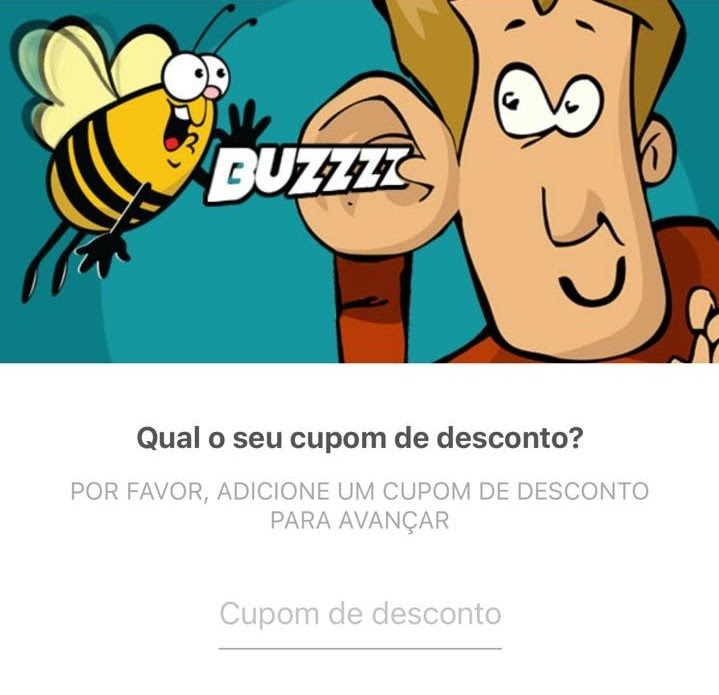 BUZZZZ
Qual o seu cupom de desconto?
POR FAVOR, ADICIONE UM CUPOM DE DESCONTO
PARA AVANÇAR
Cupom de desconto